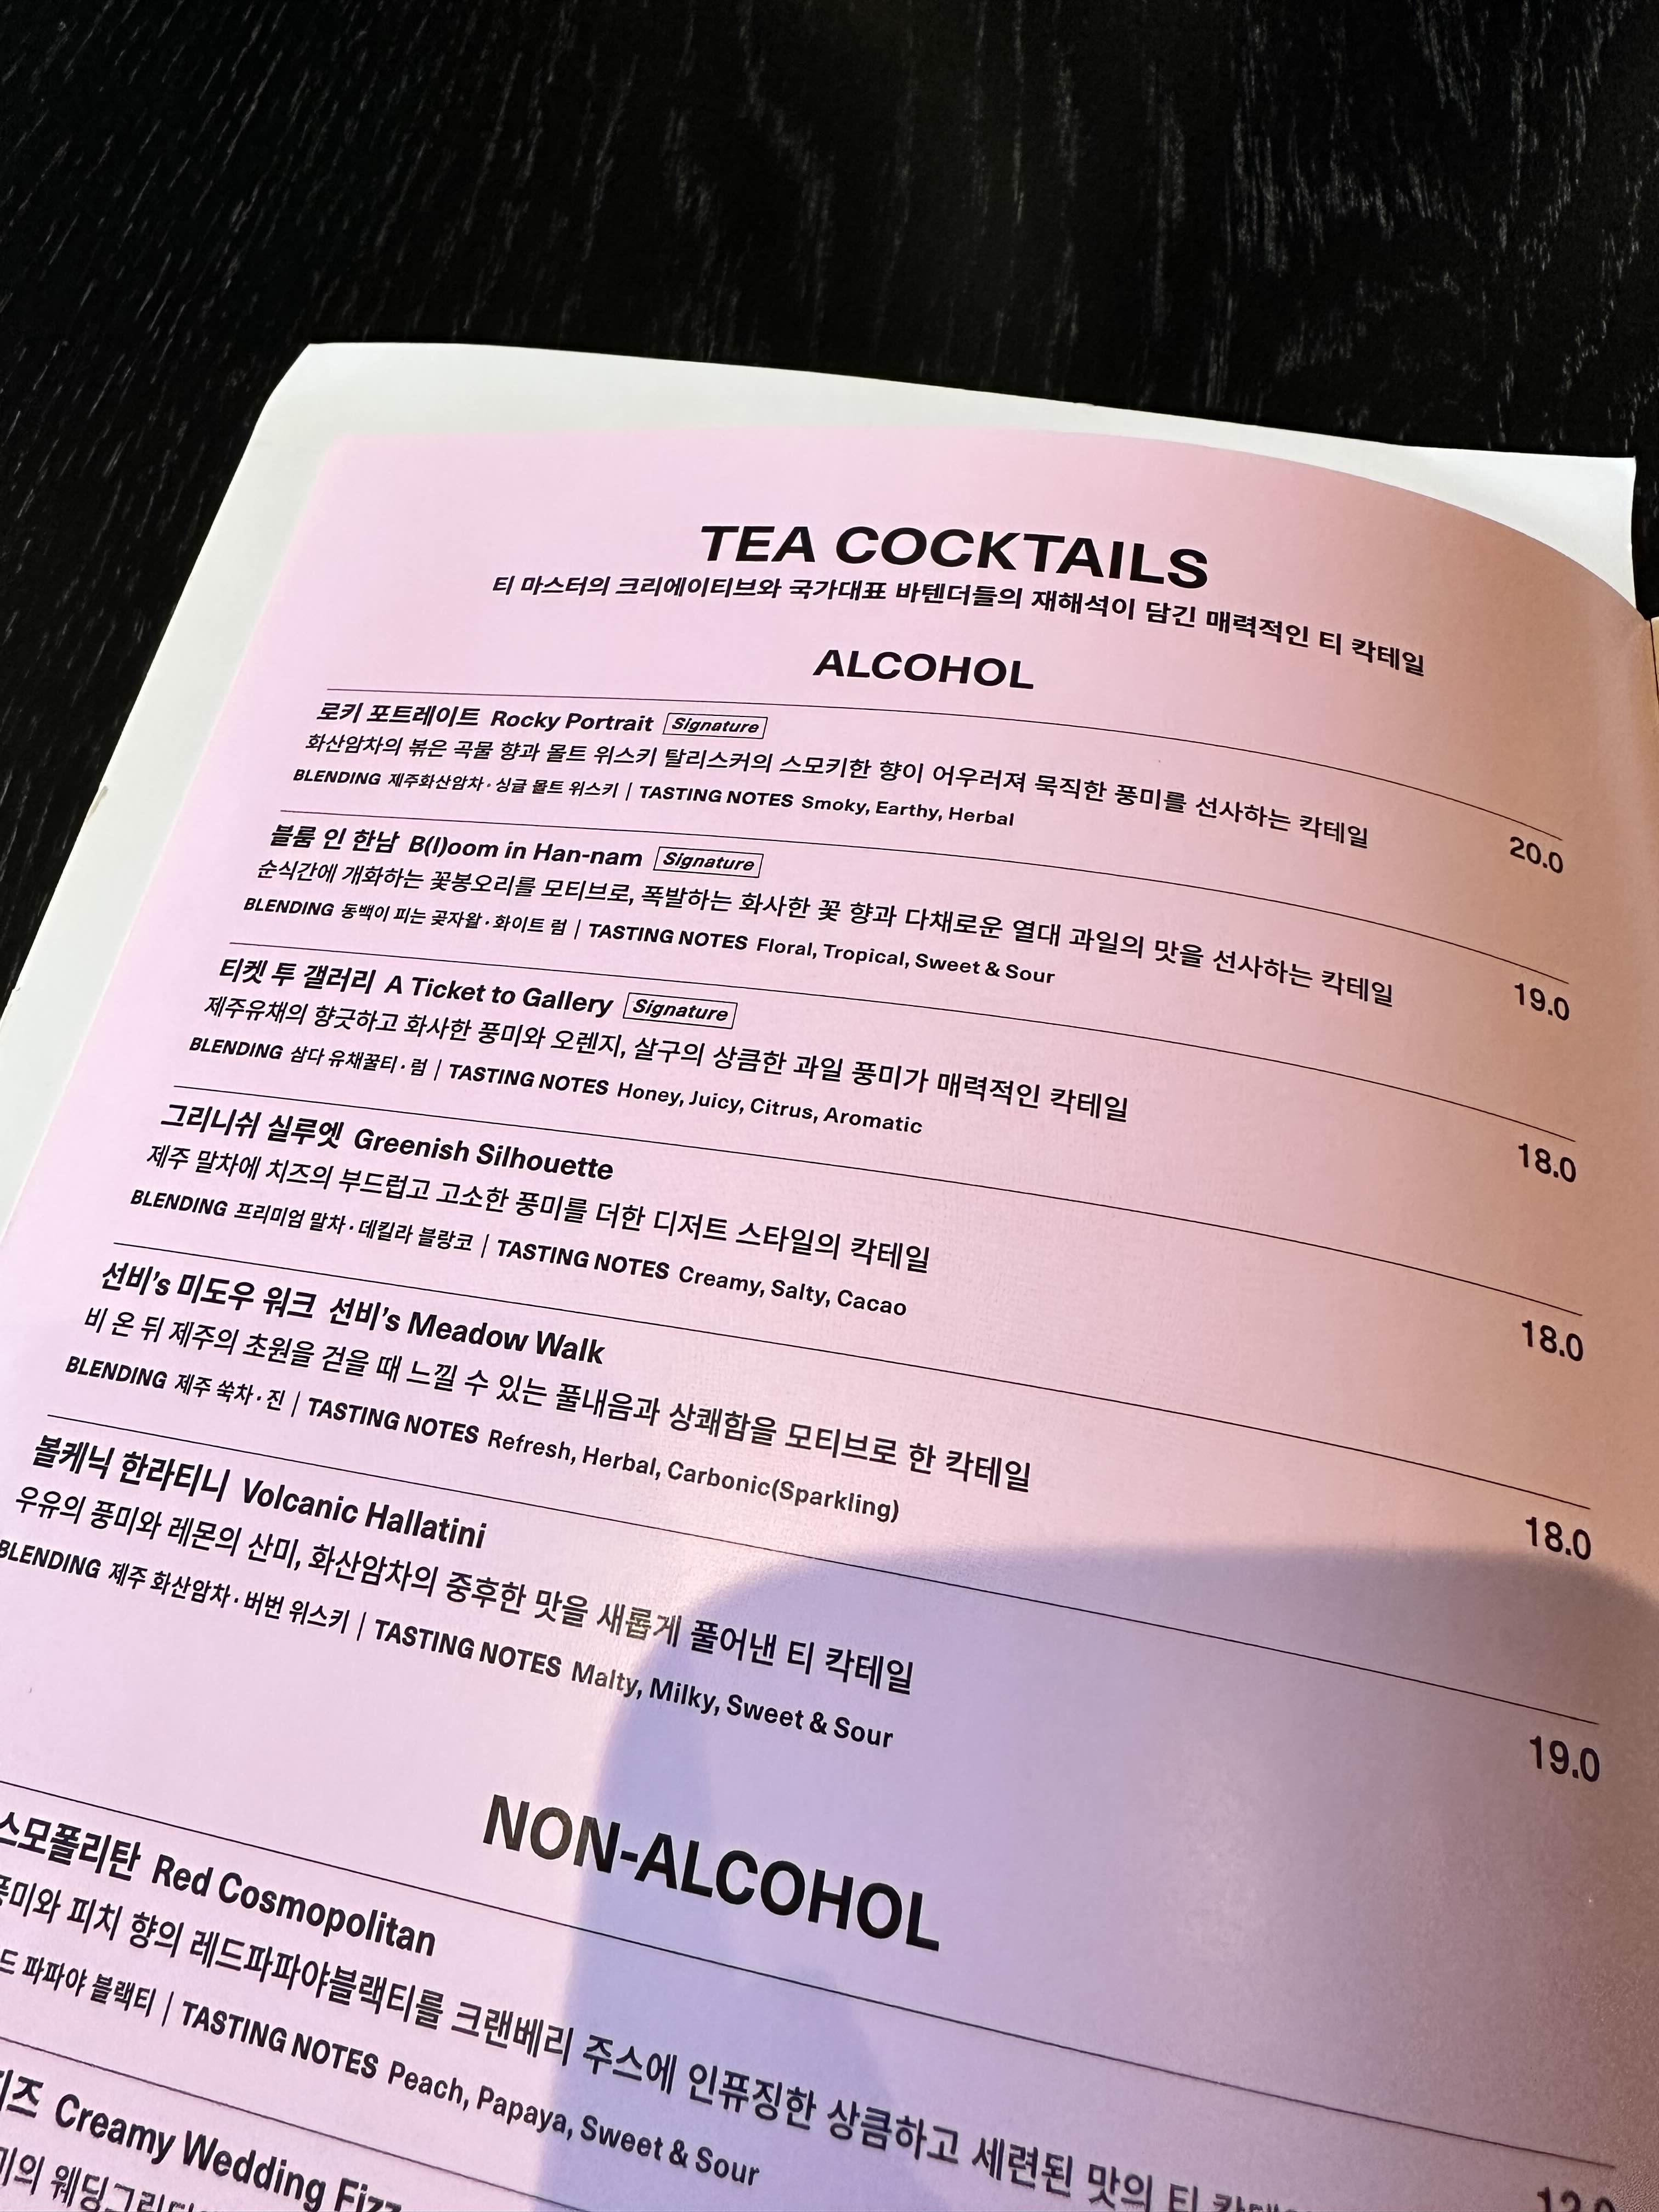 TEA COCKTAILS
티 마스터의 크리에이티브와 국가대표 바텐더들의 재해석이 담긴 매력적인 티 칵테일
ALCOHOL
로키 포트레이트 Rocky Portrait Signature
화산암차의 볶은 곡물 향과 몰트 위스키 탈리스커의 스모키한 향이 어우러져 묵직한 풍미를 선사하는 칵테일
20.0
BLENDING 제주화산암차 · 싱글 몰트 위스키 | TASTING NOTES Smoky, Earthy, Herbal
블룸 인 한남 B(l)oom in Han-nam Signature
순식간에 개화하는 꽃봉오리를 모티브로, 폭발하는 화사한 꽃 향과 다채로운 열대 과일의 맛을 선사하는 칵테일
19.0
BLENDING 동백이 피는 곶자왈 · 화이트 럼 | TASTING NOTES Floral, Tropical, Sweet & Sour
티켓 투 갤러리 A Ticket to Gallery Signature
제주유채의 향긋하고 화사한 풍미와 오렌지, 살구의 상큼한 과일 풍미가 매력적인 칵테일
18.0
BLENDING 삼다 유채꿀티 · 럼 | TASTING NOTES Honey, Juicy, Citrus, Aromatic
그리니쉬 실루엣 Greenish Silhouette
제주 말차에 치즈의 부드럽고 고소한 풍미를 더한 디저트 스타일의 칵테일
18.0
BLENDING 프리미엄 말차 · 데킬라 블랑코 | TASTING NOTES Creamy, Salty, Cacao
선비's 미도우 워크 선비's Meadow Walk
비 온 뒤 제주의 초원을 걷을 때 느낄 수 있는 풀내음과 상쾌함을 모티브로 한 칵테일
18.0
BLENDING 제주 쑥차 · 진 | TASTING NOTES Refresh, Herbal, Carbonic(Sparkling)
볼케닉 한라티니 Volcanic Hallatini
우유의 풍미와 레몬의 산미, 화산암차의 중후한 맛을 새롭게 풀어낸 티 칵테일
19.0
BLENDING 제주 화산암차 · 버번 위스키 | TASTING NOTES Malty, Milky, Sweet & Sour
NON-ALCOHOL
스모폴리탄 Red Cosmopolitan
풍미와 피치 향의 레드파파야블랙티를 크랜베리 주스에 인퓨징한 상큼하고 세련된 맛의 티
드 파파야 블랙티 | TASTING NOTES Peach, Papaya, Sweet & Sour
Creamy Wedding Fizz